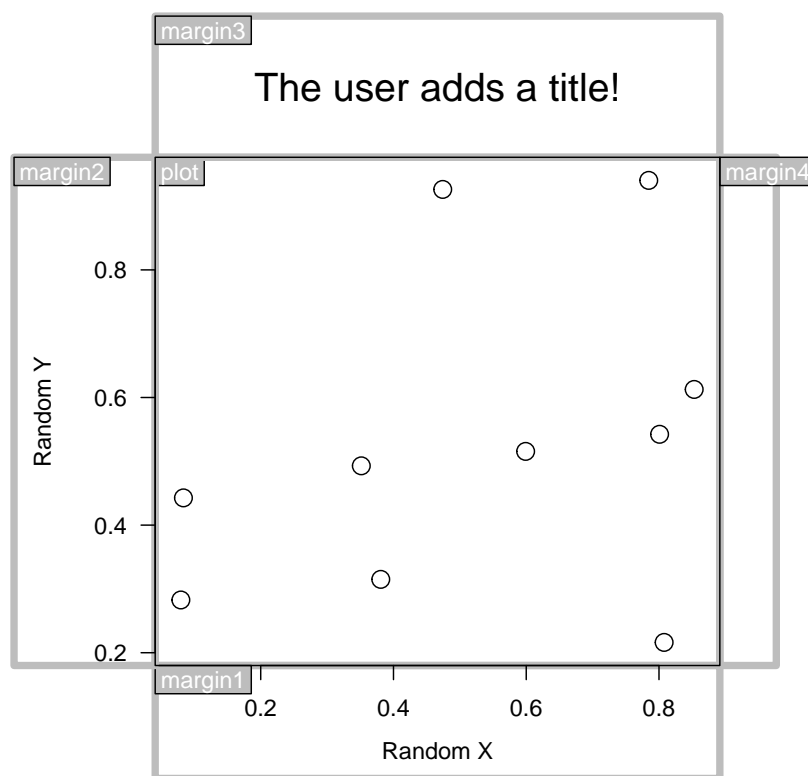 margin3
The user adds a title!
margin2
plot
margin4
0.8
0.6
Random Y
0.4
0.2
margin1
0.2 0.4 0.6 0.8
Random X